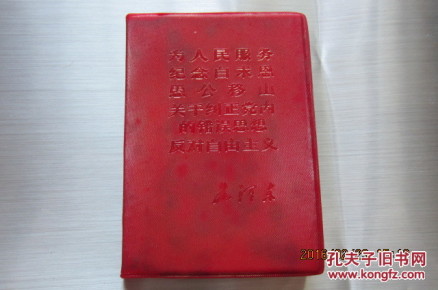 为人民服务
纪念白求恩
愚公移山
关于纠正党内
的错误思想
反对自由主义
毛泽东
孔夫子旧书网
www.kongfz.com